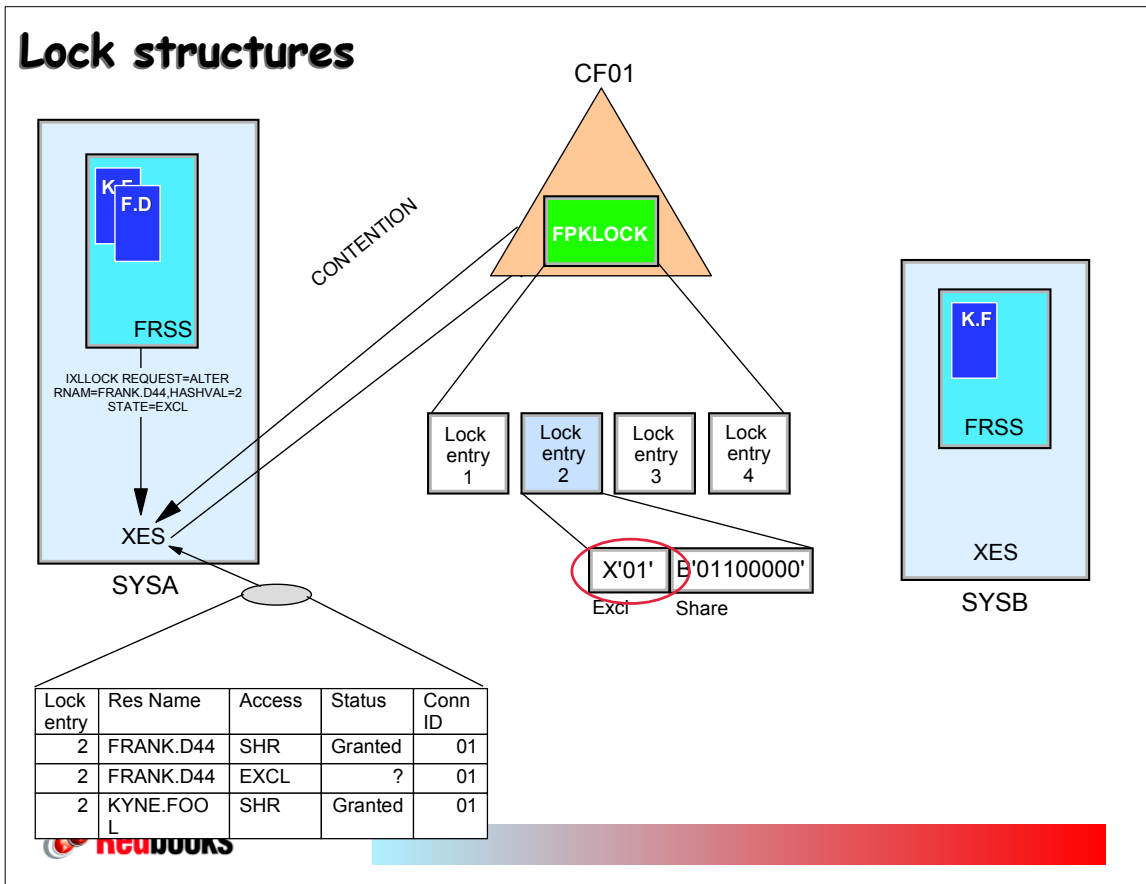 Lock structures
CF01
K.F
F.D
FRSS
IXLLOCK REQUEST=ALTER
RNAM=FRANK.D44,HASHVAL=2
STATE=EXCL
XES
SYSA
CONTENTION
FPKLOCK
Lock
entry
1
Lock
entry
2
Lock
entry
3
Lock
entry
4
X'01'
B'01100000'
Excl
Share
K.F
FRSS
XES
SYSB
Lock entry Res Name Access Status Conn ID
2 FRANK.D44 SHR Granted 01
2 FRANK.D44 EXCL ? 01
2 KYNE.FOO
L SHR Granted 01
Redbooks